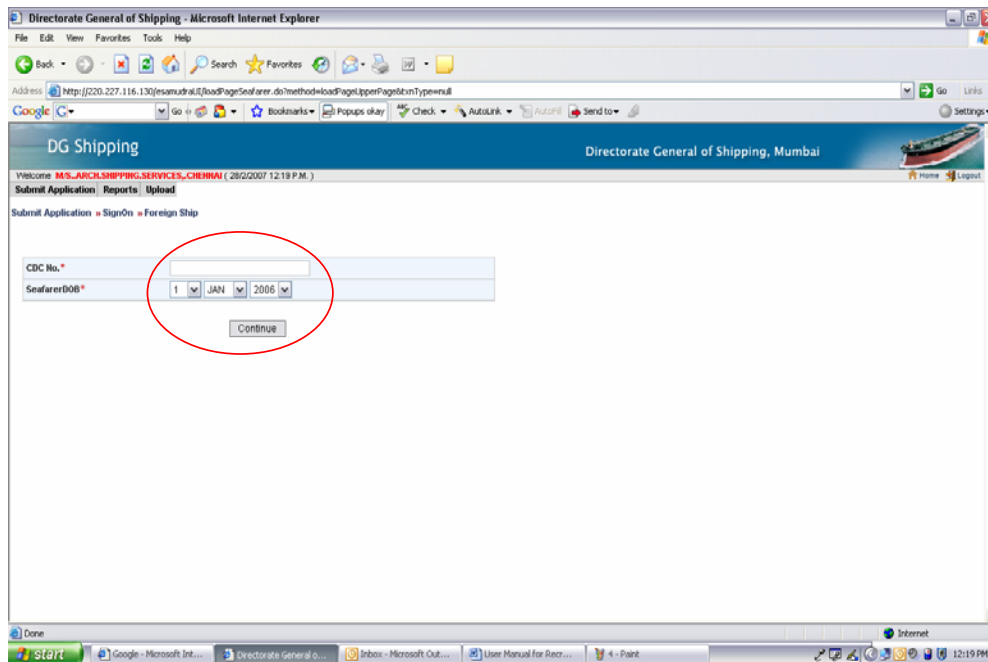 Directorate General of Shipping - Microsoft Internet Explorer
File Edit View Favorites Tools Help
Back Search Favorites
Address http://220.227.116.130/esamudraUI/loadPageSeafarer.do?method=loadPageUpperPage&txnType=null Go Links
Google G Go Bookmarks Popups okay Check AutoLink AutoFill Send to Settings
DG Shipping Directorate General of Shipping, Mumbai
Welcome M/S.,ARCH.SHIPPING.SERVICES,,CHENNAI ( 28/2/2007 12:19 P.M. ) Home Logout
Submit Application Reports Upload
Submit Application » SignOn » Foreign Ship
CDC No.*
SeafarerDOB* 1 JAN 2006
Continue
Done Internet
start Google - Microsoft Int... Directorate General o... Inbox - Microsoft Out... User Manual for Recr... 4 - Paint 12:19 PM